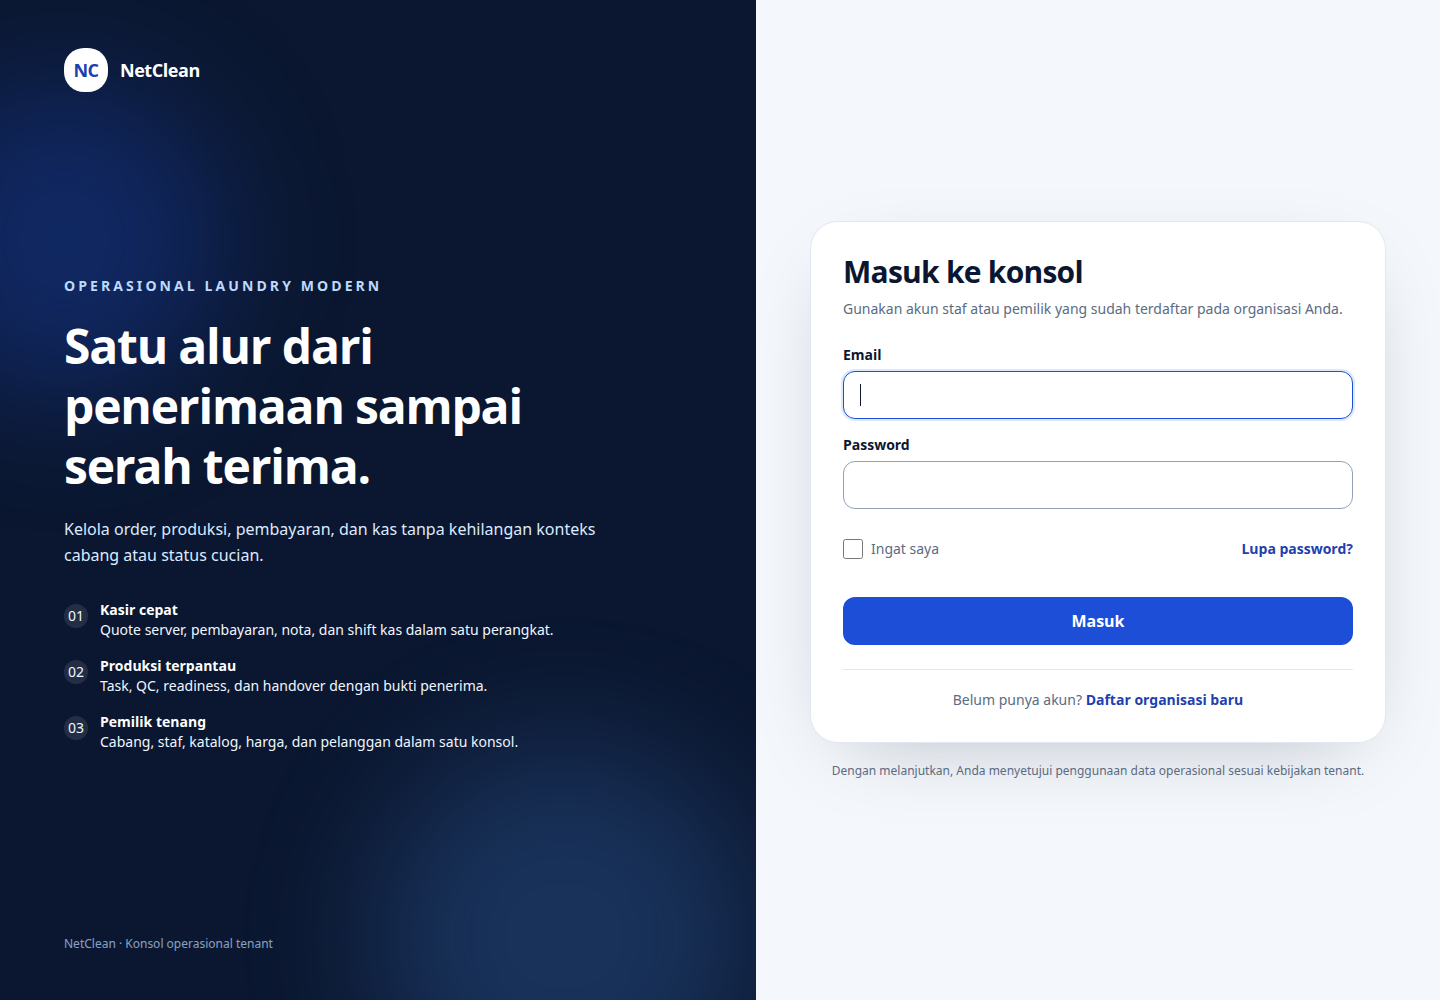 NC NetClean
OPERASIONAL LAUNDRY MODERN
Satu alur dari
penerimaan sampai
serah terima.
Kelola order, produksi, pembayaran, dan kas tanpa kehilangan konteks
cabang atau status cucian.
01 Kasir cepat
Quote server, pembayaran, nota, dan shift kas dalam satu perangkat.
02 Produksi terpantau
Task, QC, readiness, dan handover dengan bukti penerima.
03 Pemilik tenang
Cabang, staf, katalog, harga, dan pelanggan dalam satu konsol.
NetClean · Konsol operasional tenant
Masuk ke konsol
Gunakan akun staf atau pemilik yang sudah terdaftar pada organisasi Anda.
Email
Password
Ingat saya Lupa password?
Masuk
Belum punya akun? Daftar organisasi baru
Dengan melanjutkan, Anda menyetujui penggunaan data operasional sesuai kebijakan tenant.